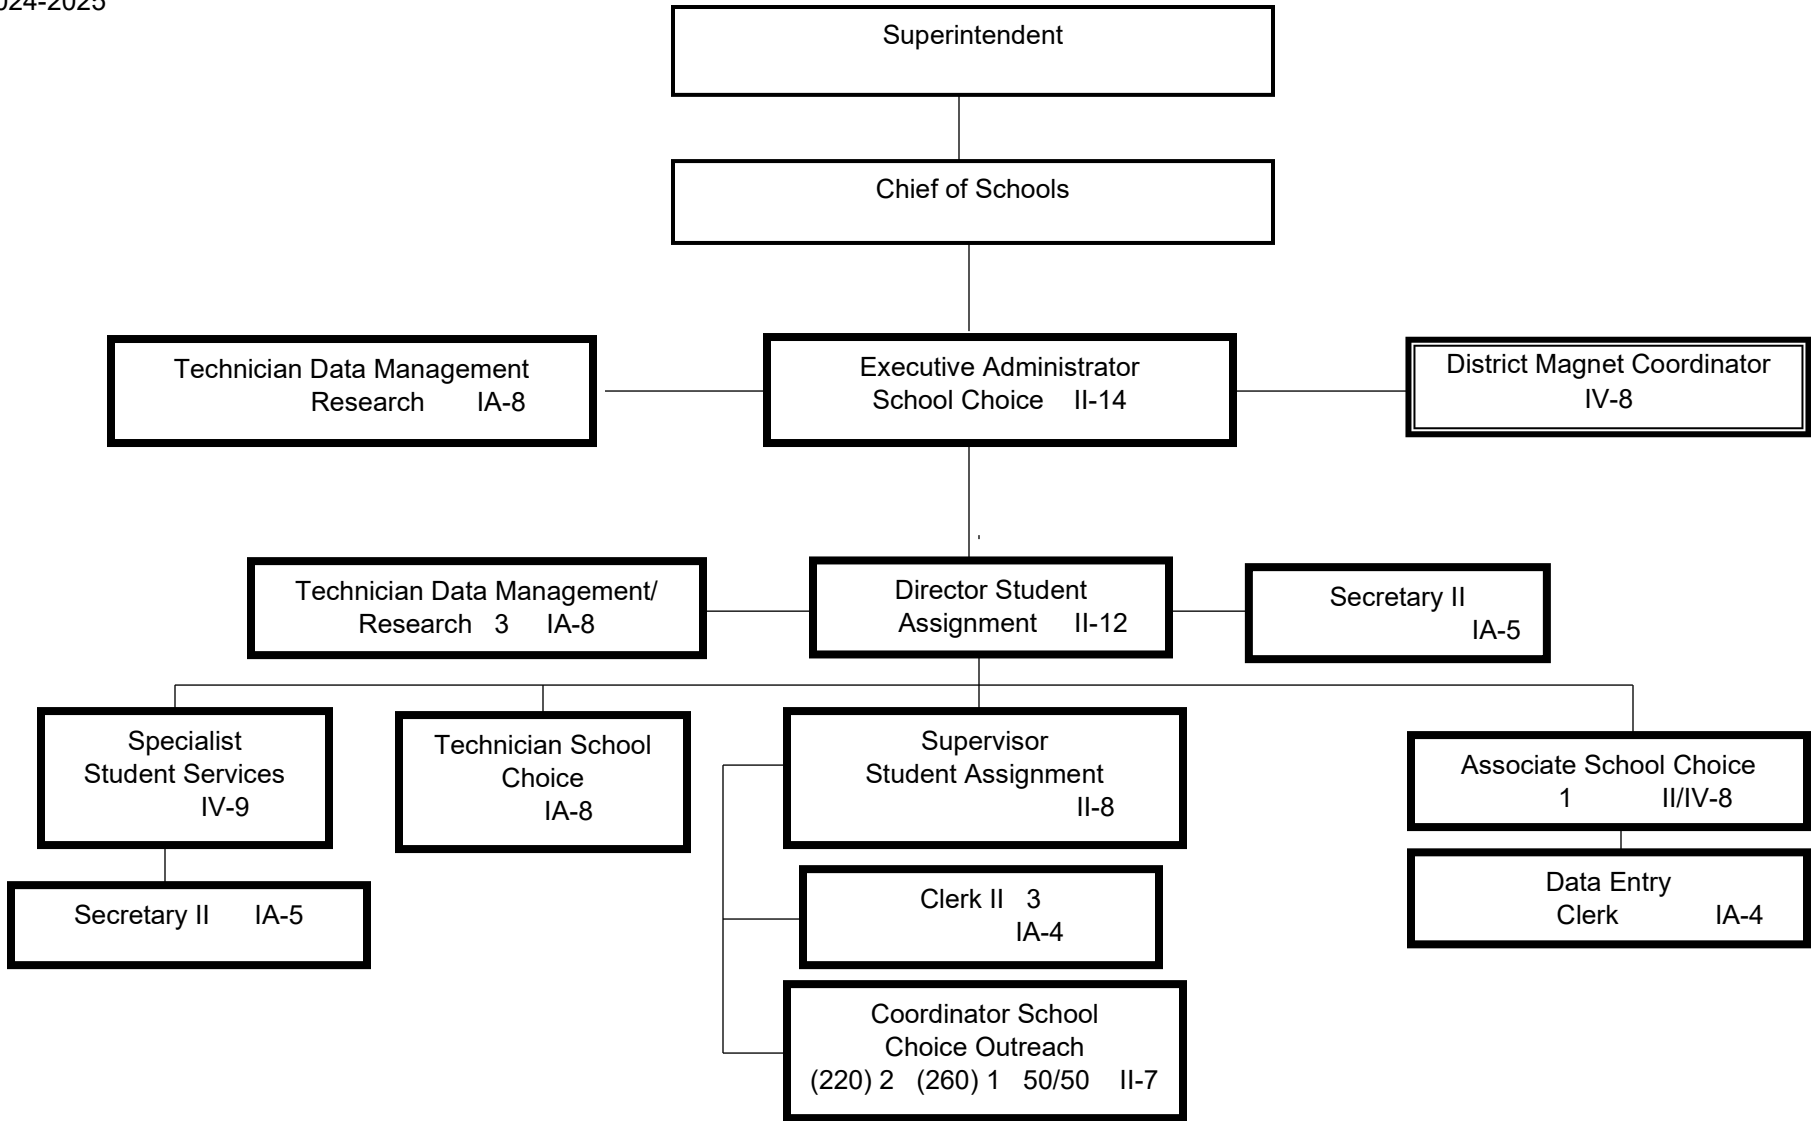 024-2025
Superintendent
Chief of Schools
Technician Data Management
Research IA-8
Executive Administrator
School Choice II-14
District Magnet Coordinator
IV-8
Technician Data Management/
Research 3 IA-8
Director Student
Assignment II-12
Secretary II
IA-5
Specialist
Student Services
IV-9
Technician School
Choice
IA-8
Supervisor
Student Assignment
II-8
Associate School Choice
1 II/IV-8
Secretary II IA-5
Clerk II 3
IA-4
Data Entry
Clerk IA-4
Coordinator School
Choice Outreach
(220) 2 (260) 1 50/50 II-7